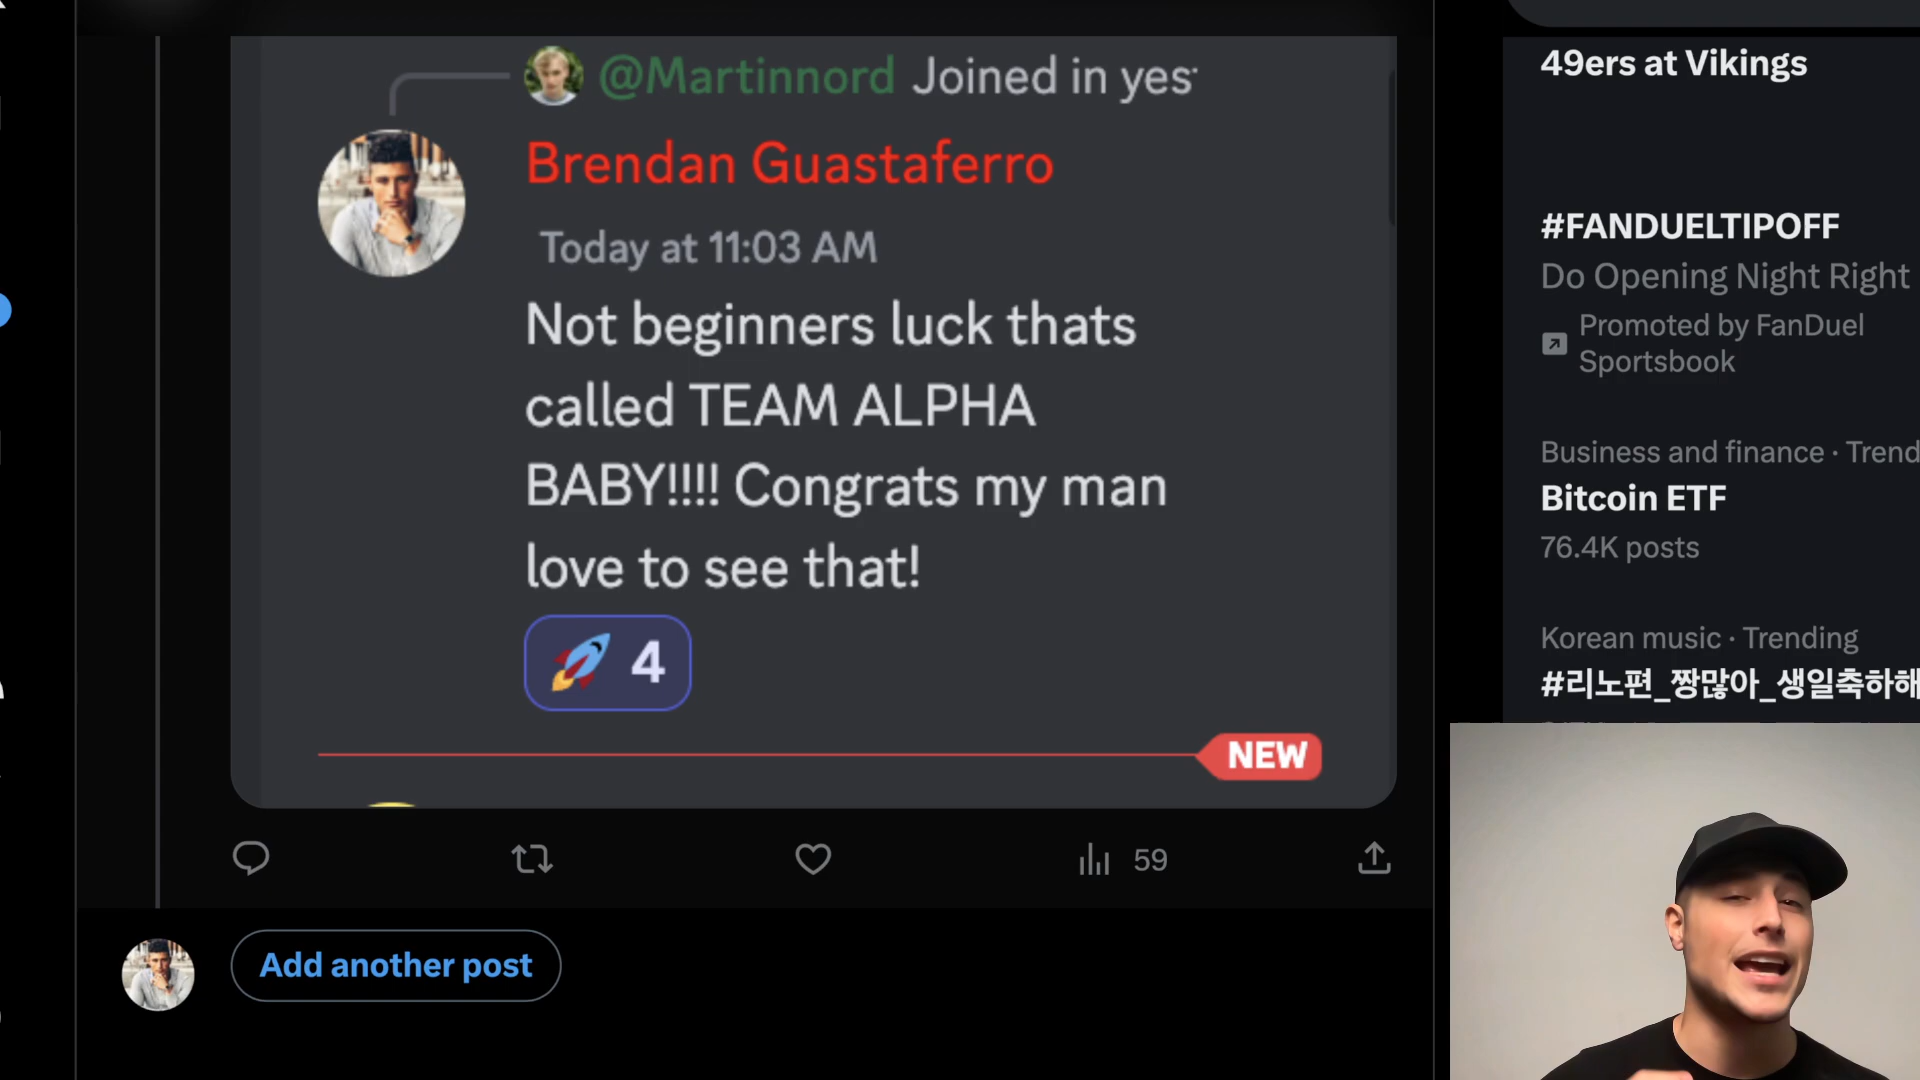 @Martinnord Joined in yes
Brendan Guastaferro
Today at 11:03 AM
Not beginners luck thats
called TEAM ALPHA
BABY!!!! Congrats my man
love to see that!
4
NEW
59
Add another post
49ers at Vikings
#FANDUELTIPOFF
Do Opening Night Right
Promoted by FanDuel
Sportsbook
Business and finance · Trend
Bitcoin ETF
76.4K posts
Korean music · Trending
#리노편_짱많아_생일축하해